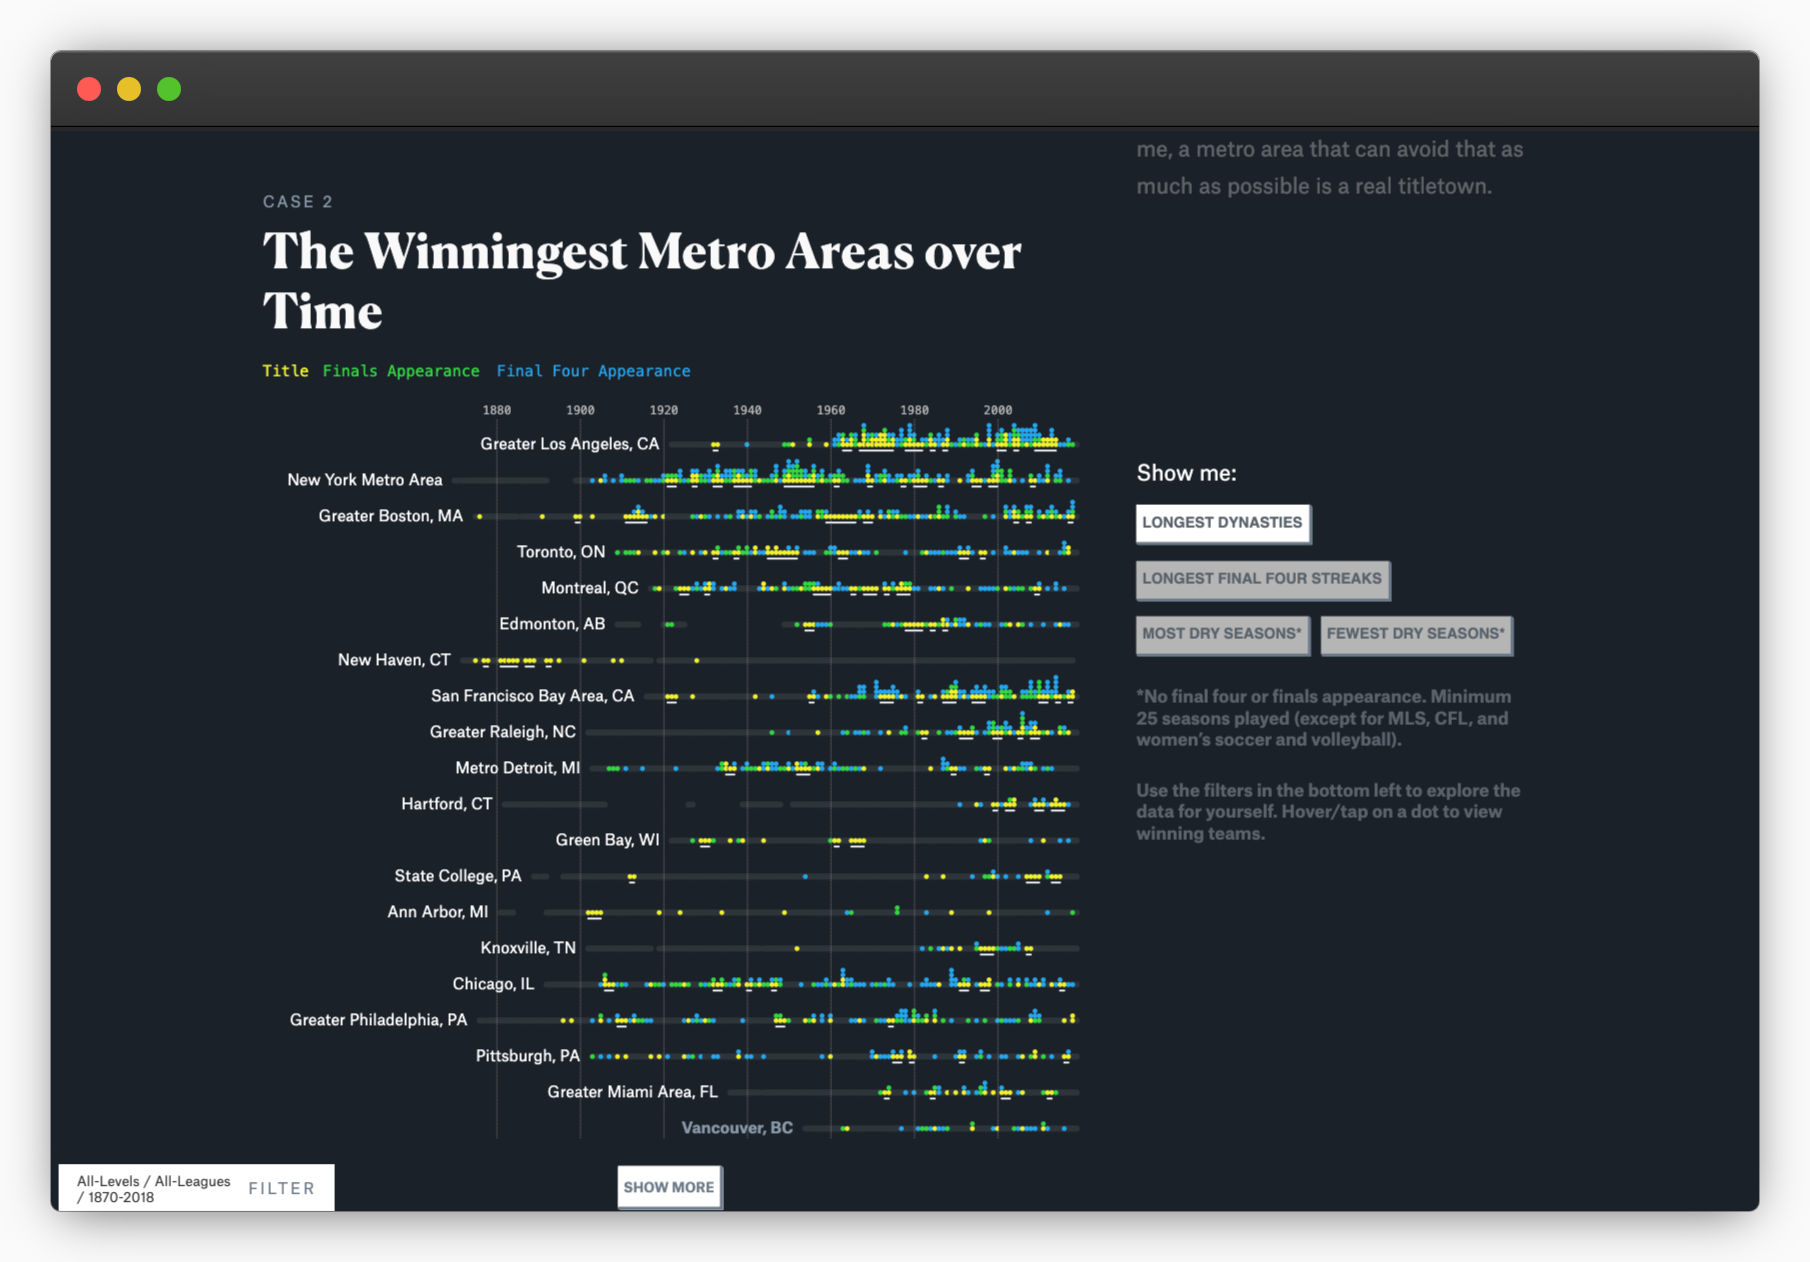 me, a metro area that can avoid that as
much as possible is a real titletown.
CASE 2
The Winningest Metro Areas over
Time
Title Finals Appearance Final Four Appearance
1880 1900 1920 1940 1960 1980 2000
Greater Los Angeles, CA
New York Metro Area
Greater Boston, MA
Toronto, ON
Montreal, QC
Edmonton, AB
New Haven, CT
San Francisco Bay Area, CA
Greater Raleigh, NC
Metro Detroit, MI
Hartford, CT
Green Bay, WI
State College, PA
Ann Arbor, MI
Knoxville, TN
Chicago, IL
Greater Philadelphia, PA
Pittsburgh, PA
Greater Miami Area, FL
Vancouver, BC
Show me:
LONGEST DYNASTIES
LONGEST FINAL FOUR STREAKS
MOST DRY SEASONS* FEWEST DRY SEASONS*
*No final four or finals appearance. Minimum
25 seasons played (except for MLS, CFL, and
women's soccer and volleyball).
Use the filters in the bottom left to explore the
data for yourself. Hover/tap on a dot to view
winning teams.
All-Levels / All-Leagues
/ 1870-2018
FILTER
SHOW MORE